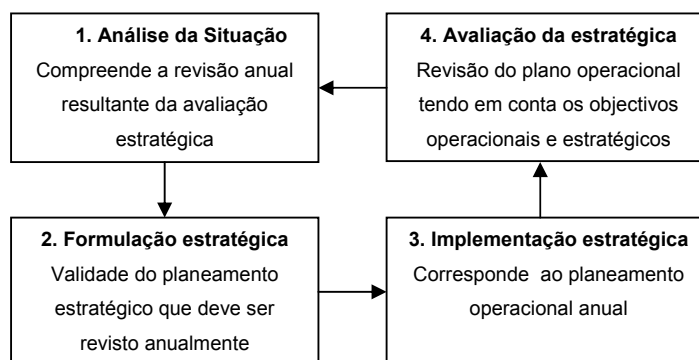 1. Análise da Situação
Compreende a revisão anual
resultante da avaliação
estratégica
2. Formulação estratégica
Validade do planeamento
estratégico que deve ser
revisto anualmente
3. Implementação estratégica
Corresponde ao planeamento
operacional anual
4. Avaliação da estratégica
Revisão do plano operacional
tendo em conta os objectivos
operacionais e estratégicos